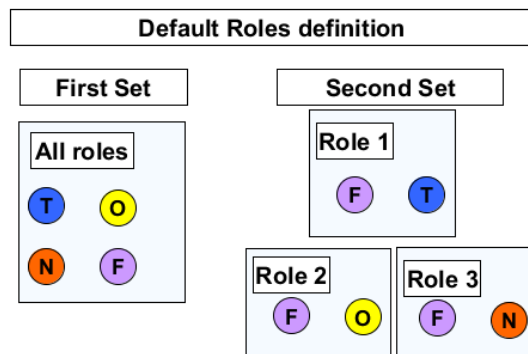 Default Roles definition
First Set
Second Set
All roles
T O
N F
Role 1
F T
Role 2
F O
Role 3
F N